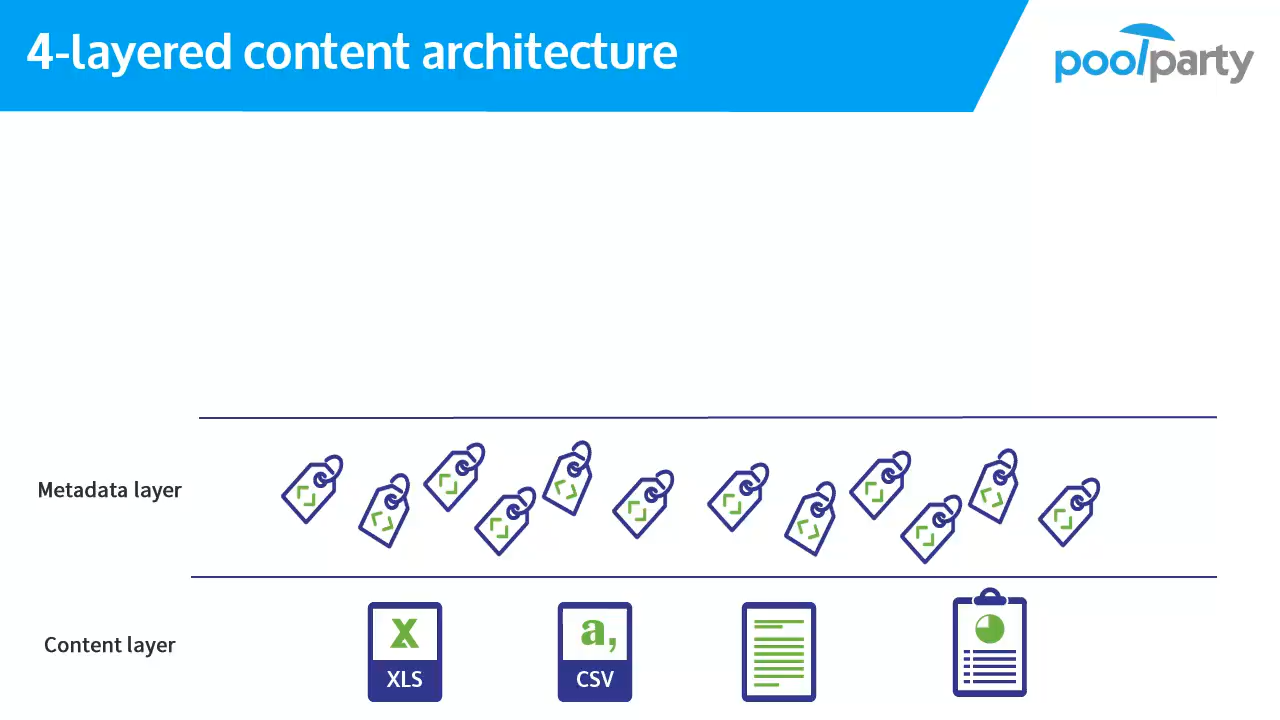 4-layered content architecture
poolparty
Metadata layer
Content layer
X
XLS
a,
CSV